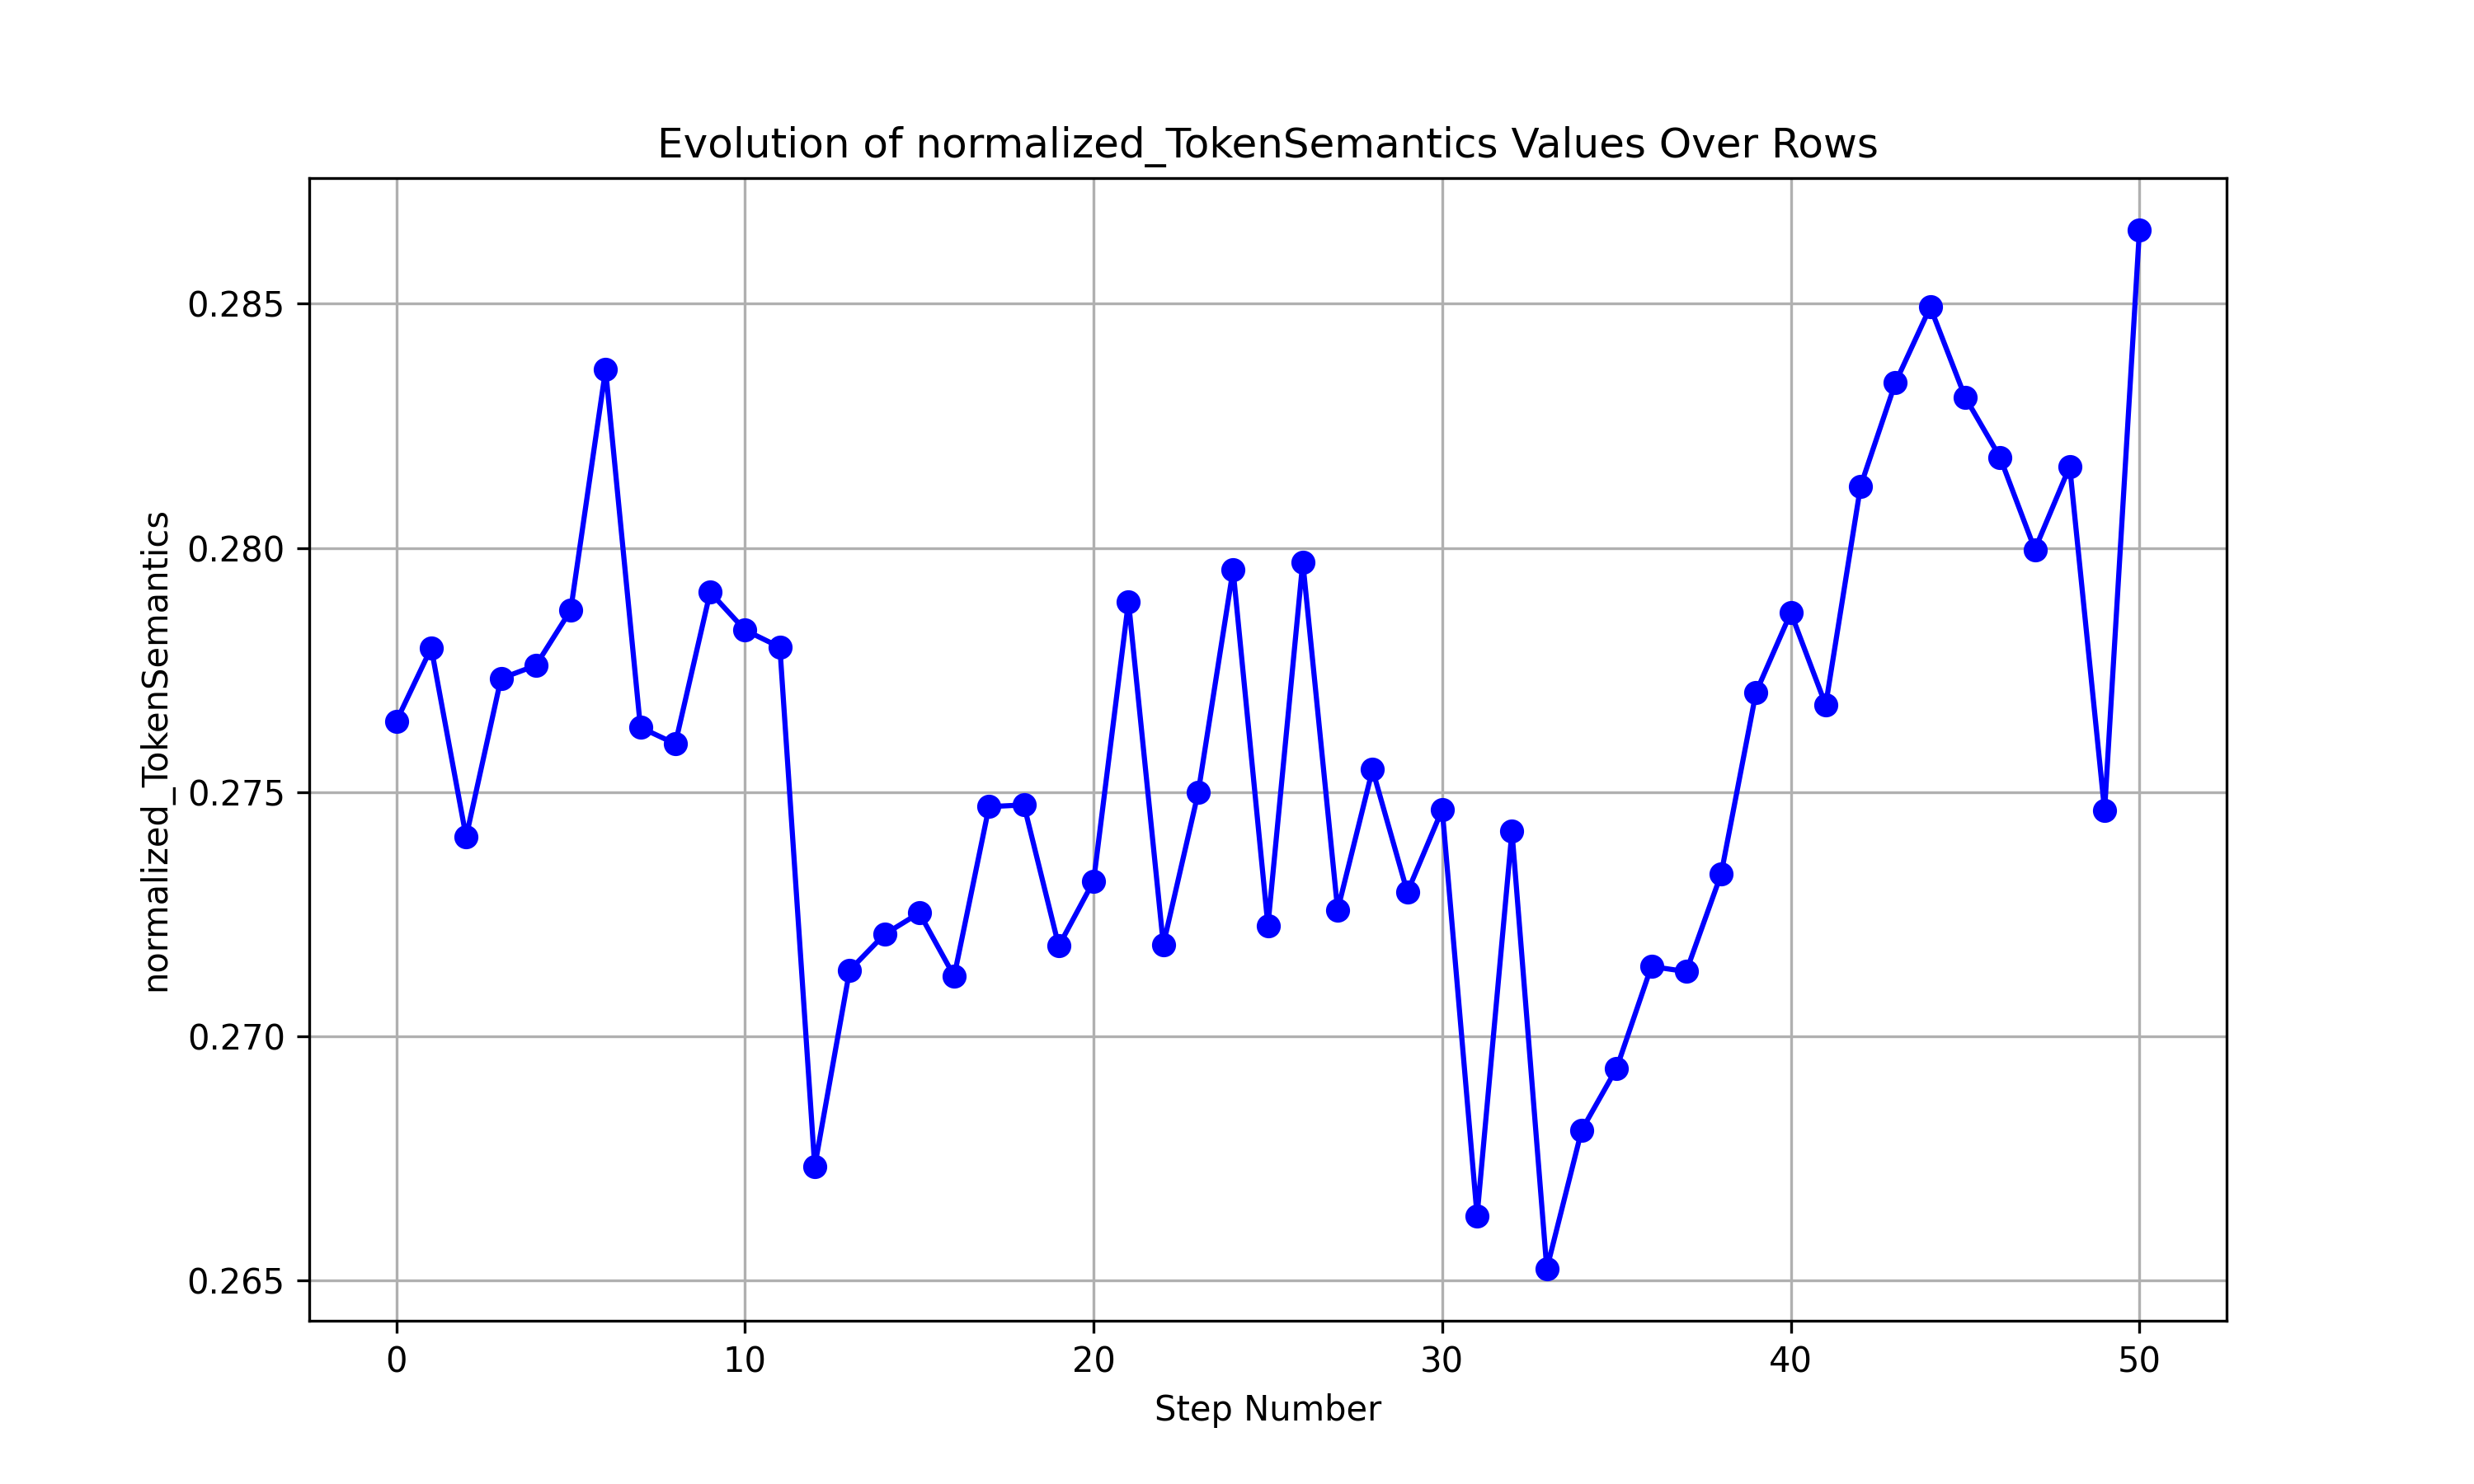 Evolution of normalized_TokenSemantics Values Over Rows
normalized_TokenSemantics
0.285
0.280
0.275
0.270
0.265
0 10 20 30 40 50
Step Number